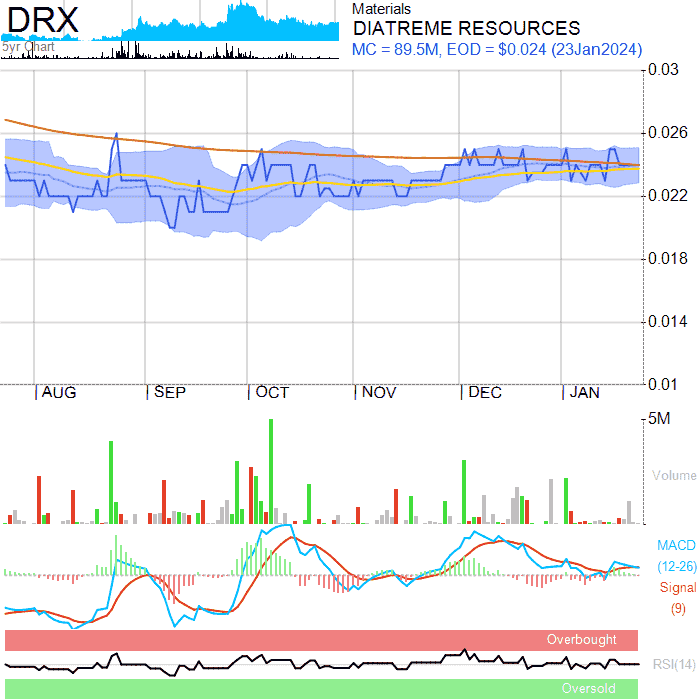 DRX
5yr Chart
Materials
DIATREME RESOURCES
MC = 89.5M, EOD = $0.024 (23Jan2024)
0.03
0.026
0.022
0.018
0.014
0.01
AUG SEP OCT NOV DEC JAN
5M
Volume
MACD
(12-26)
Signal
(9)
Overbought
RSI(14)
Oversold